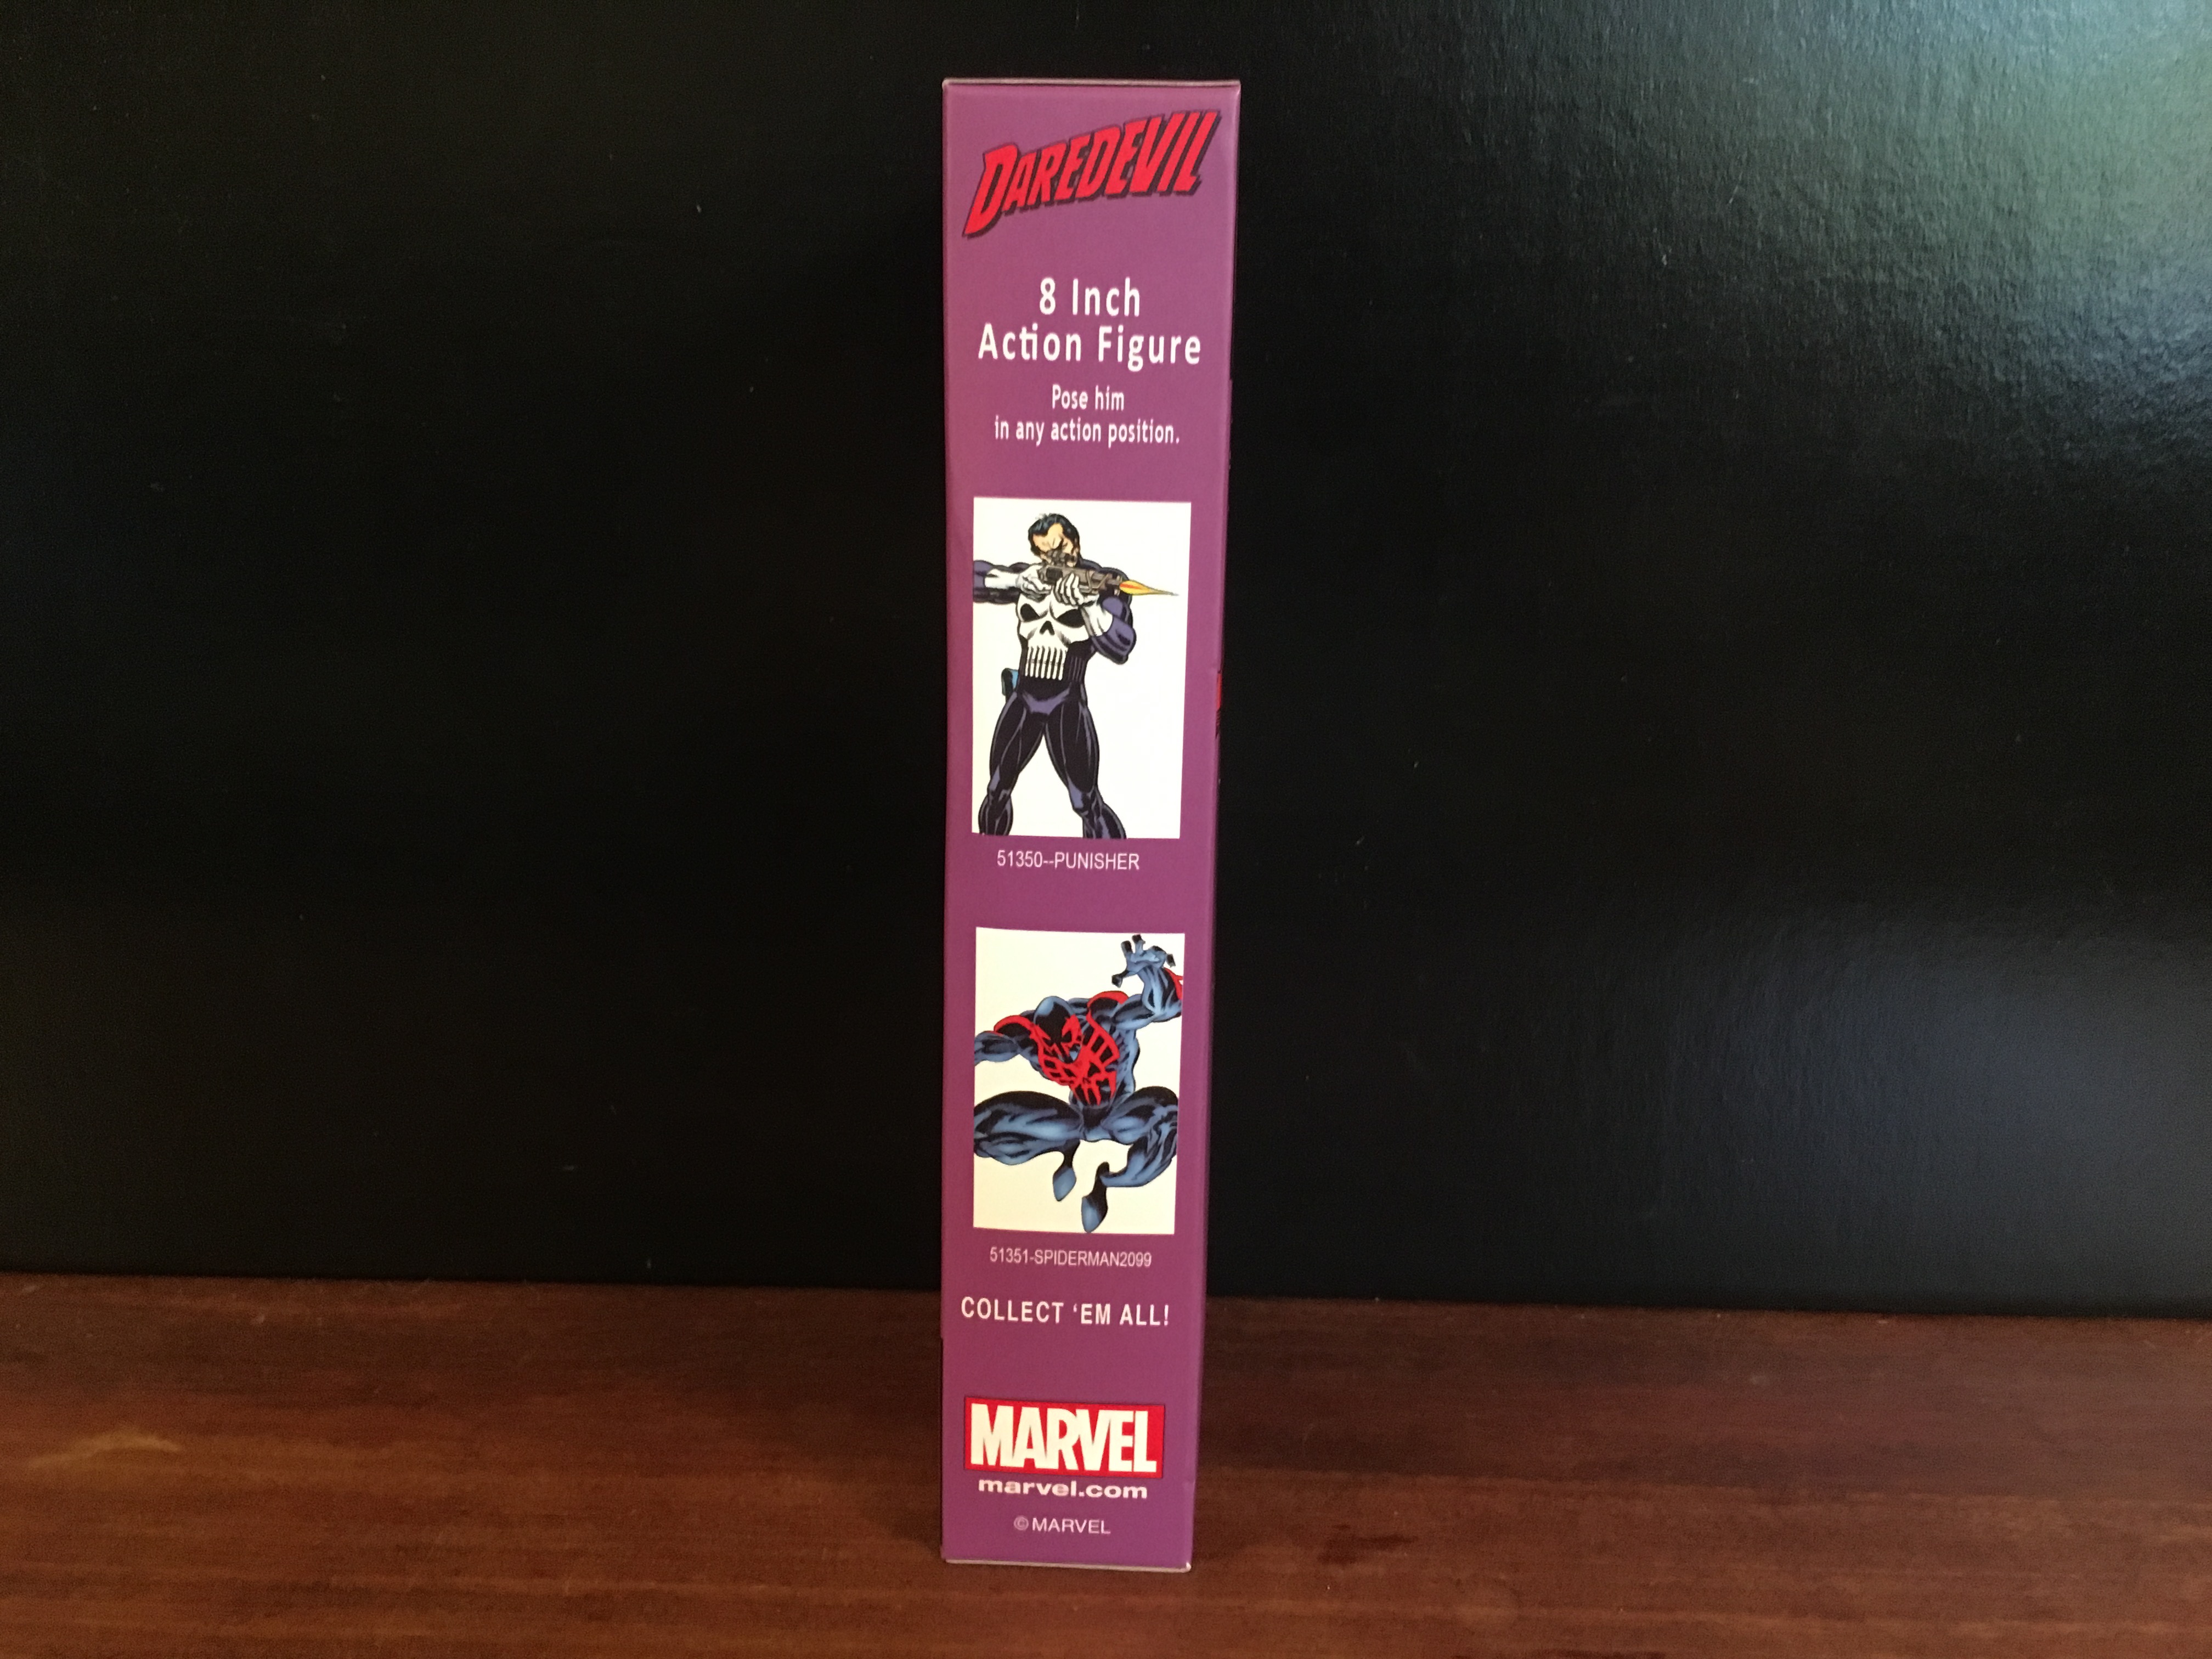 DAREDEVIL
8 Inch
Action Figure
Pose him
in any action position.
51350--PUNISHER
51351-SPIDERMAN2099
COLLECT ‘EM ALL!
MARVEL
marvel.com
©MARVEL